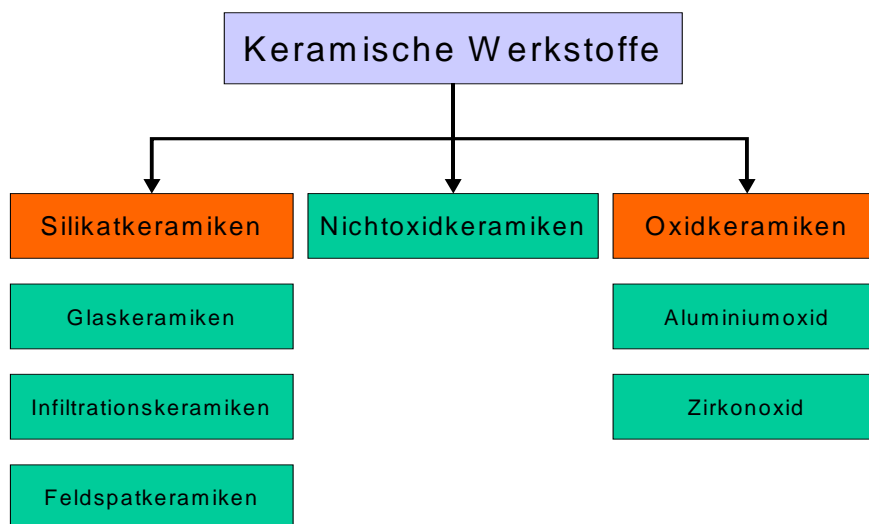 Keramische Werkstoffe
Silikatkeramiken
Nichtoxidkeramiken
Oxidkeramiken
Glaskeramiken
Aluminiumoxid
Infiltrationskeramiken
Zirkonoxid
Feldspatkeramiken